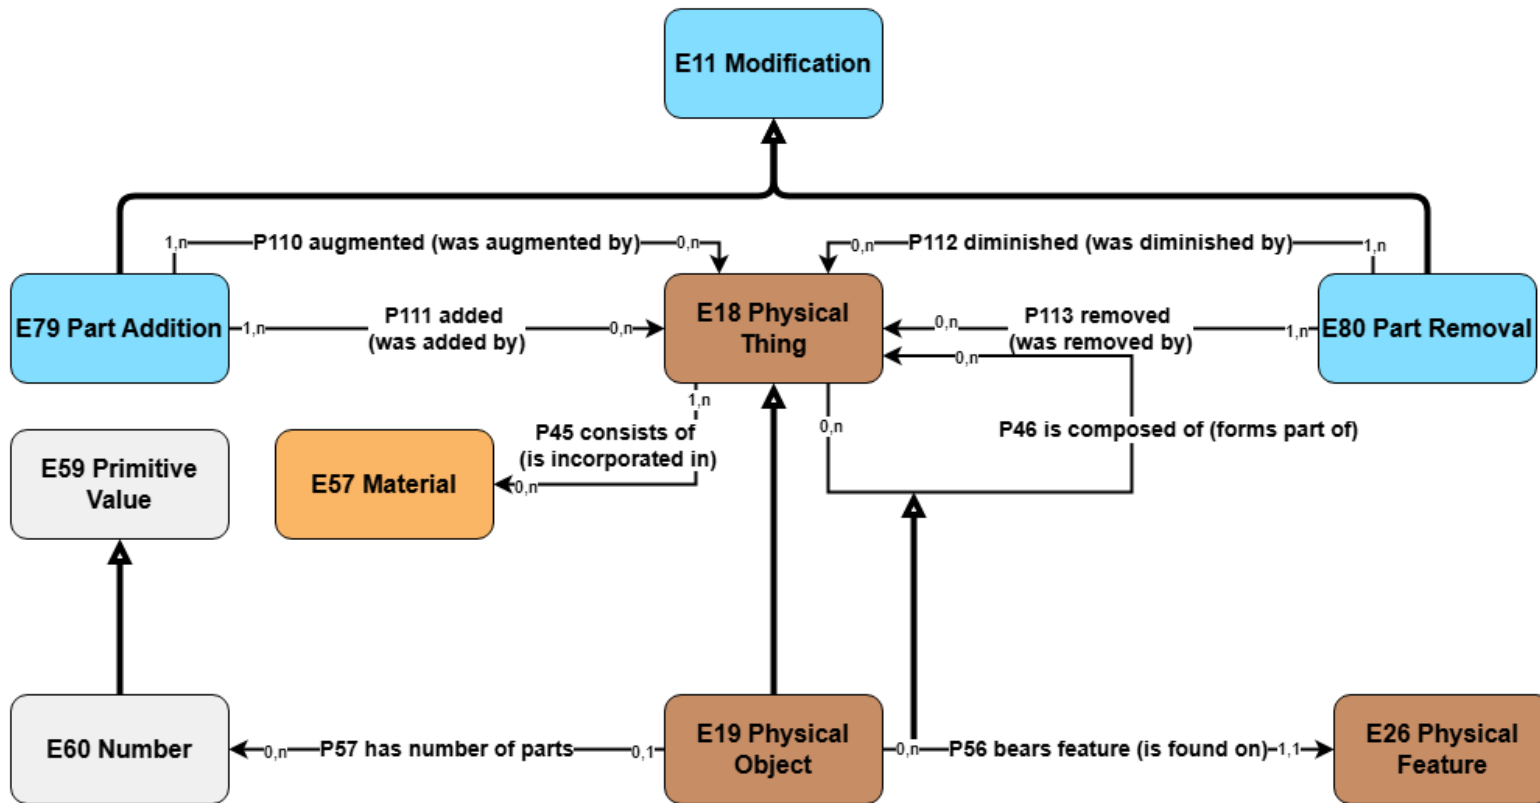 E11 Modification
1,n
P110 augmented (was augmented by)
0,n
0,n
P112 diminished (was diminished by)
1,n
E79 Part Addition
1,n
P111 added
(was added by)
0,n
E18 Physical
Thing
0,n
P113 removed
(was removed by)
1,n
E80 Part Removal
0,n
1,n
0,n
P46 is composed of (forms part of)
P45 consists of
(is incorporated in)
0,n
E59 Primitive
Value
E57 Material
E60 Number
0,n
P57 has number of parts
0,1
E19 Physical
Object
0,n
P56 bears feature (is found on)
1,1
E26 Physical
Feature